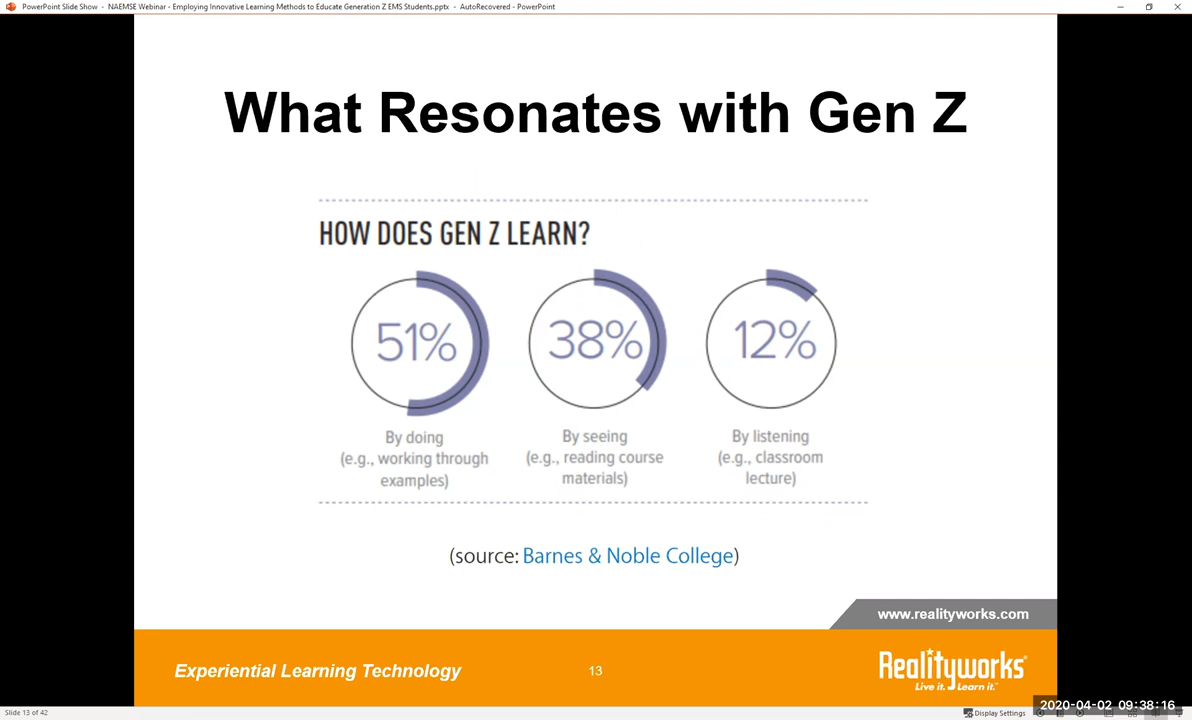 PowerPoint Slide Show - NAEMSE Webinar - Employing Innovative Learning Methods to Educate Generation Z EMS Students.pptx - AutoRecovered - PowerPoint
What Resonates with Gen Z
HOW DOES GEN Z LEARN?
51%
By doing
(e.g., working through
examples)
38%
By seeing
(e.g., reading course
materials)
12%
By listening
(e.g., classroom
lecture)
(source: Barnes & Noble College)
www.realityworks.com
Experiential Learning Technology
13
Realityworks®
Live it. Learn it.™
Slide 13 of 42
Display Settings
2020-04-02 09:38:16